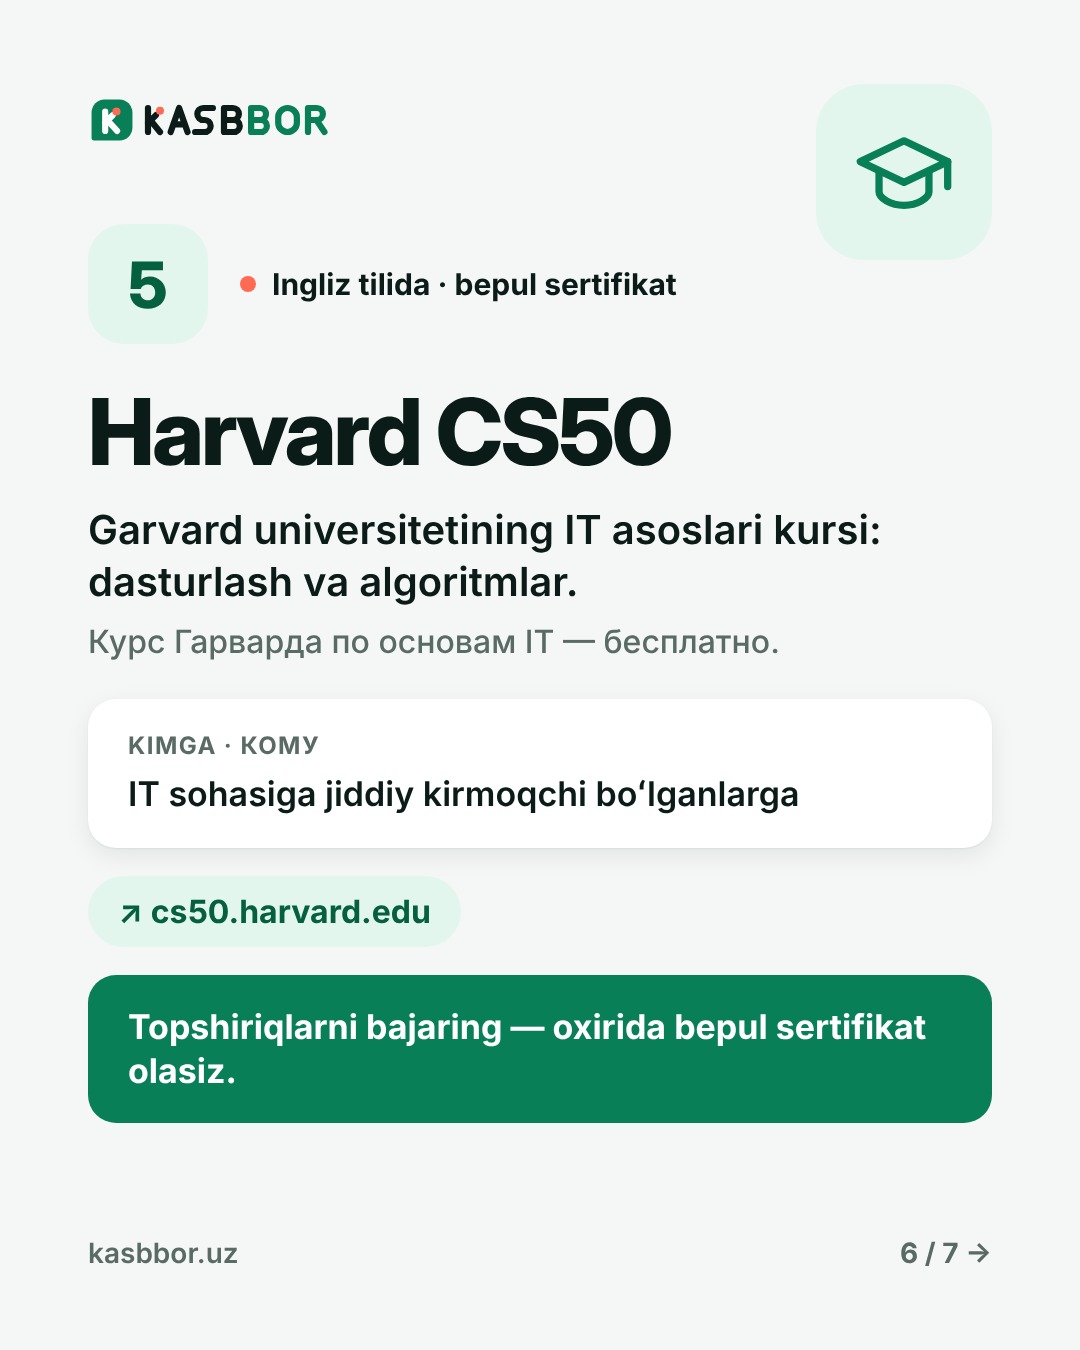 KASBBOR
5
Ingliz tilida · bepul sertifikat
Harvard CS50
Garvard universitetining IT asoslari kursi:
dasturlash va algoritmlar.
Курс Гарварда по основам IT — бесплатно.
KIMGA · КОМУ
IT sohasiga jiddiy kirmoqchi boʻlganlarga
↗ cs50.harvard.edu
Topshiriqlarni bajaring — oxirida bepul sertifikat
olasiz.
kasbbor.uz
6 / 7 →